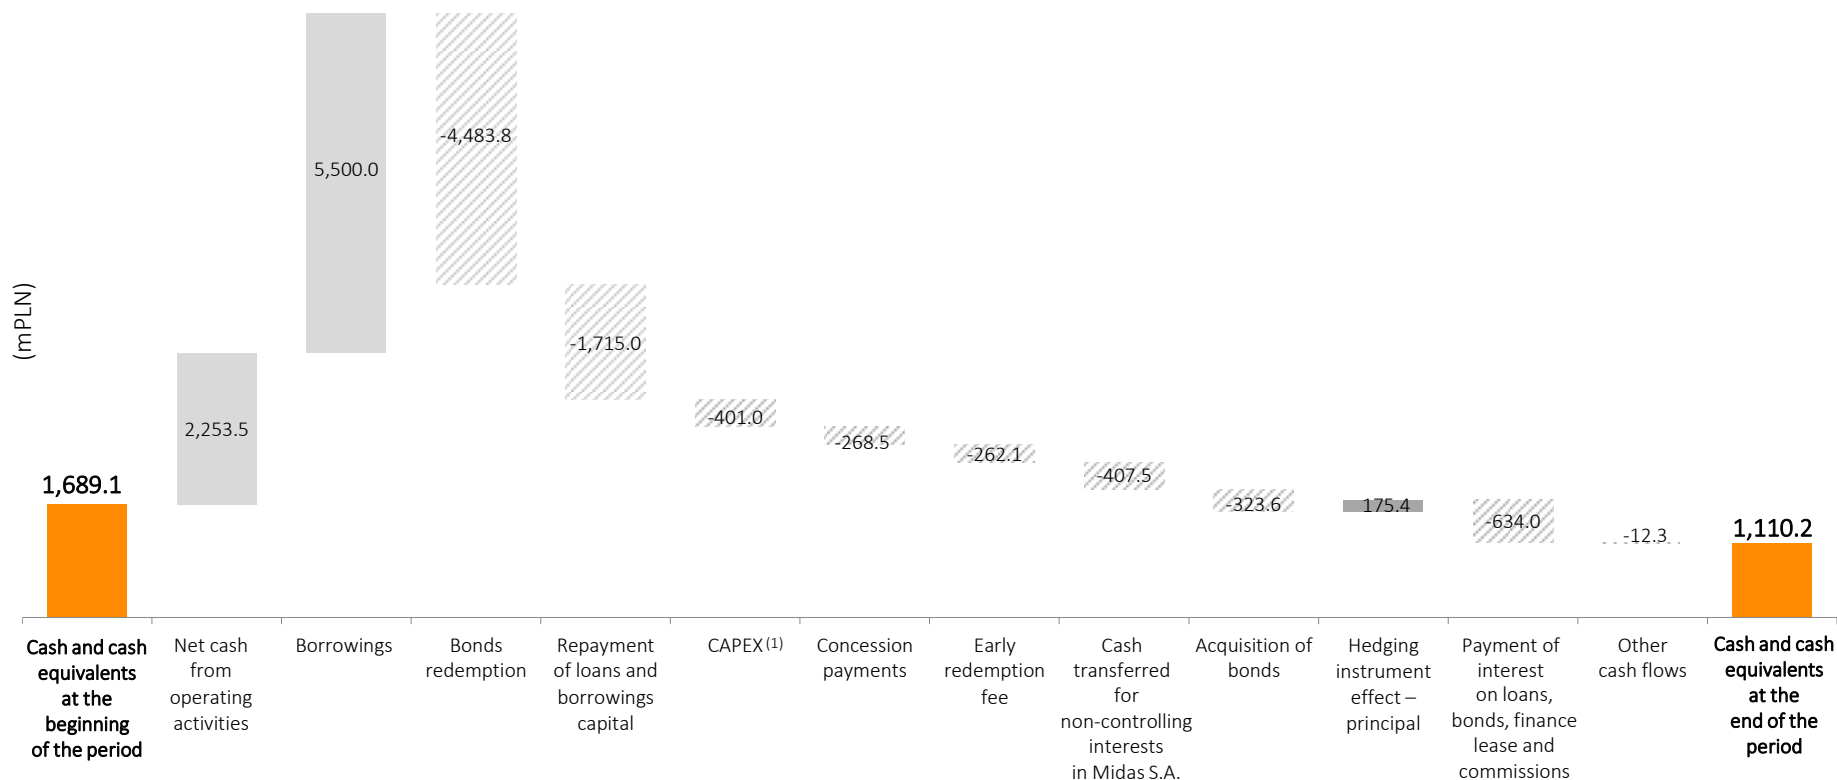 5,500.0
-4,483.8
(mPLN)
-1,715.0
2,253.5
-401.0
-268.5
-262.1
-407.5
-323.6
175.4
-634.0
-12.3
1,689.1
1,110.2
Cash and cash
equivalents
at the
beginning
of the period
Net cash
from
operating
activities
Borrowings
Bonds
redemption
Repayment
of loans and
borrowings
capital
CAPEX (1)
Concession
payments
Early
redemption
fee
Cash
transferred
for
non-controlling
interests
in Midas S.A.
Acquisition of
bonds
Hedging
instrument
effect –
principal
Payment of
interest
on loans,
bonds, finance
lease and
commissions
Other
cash flows
Cash and cash
equivalents
at the
end of the
period